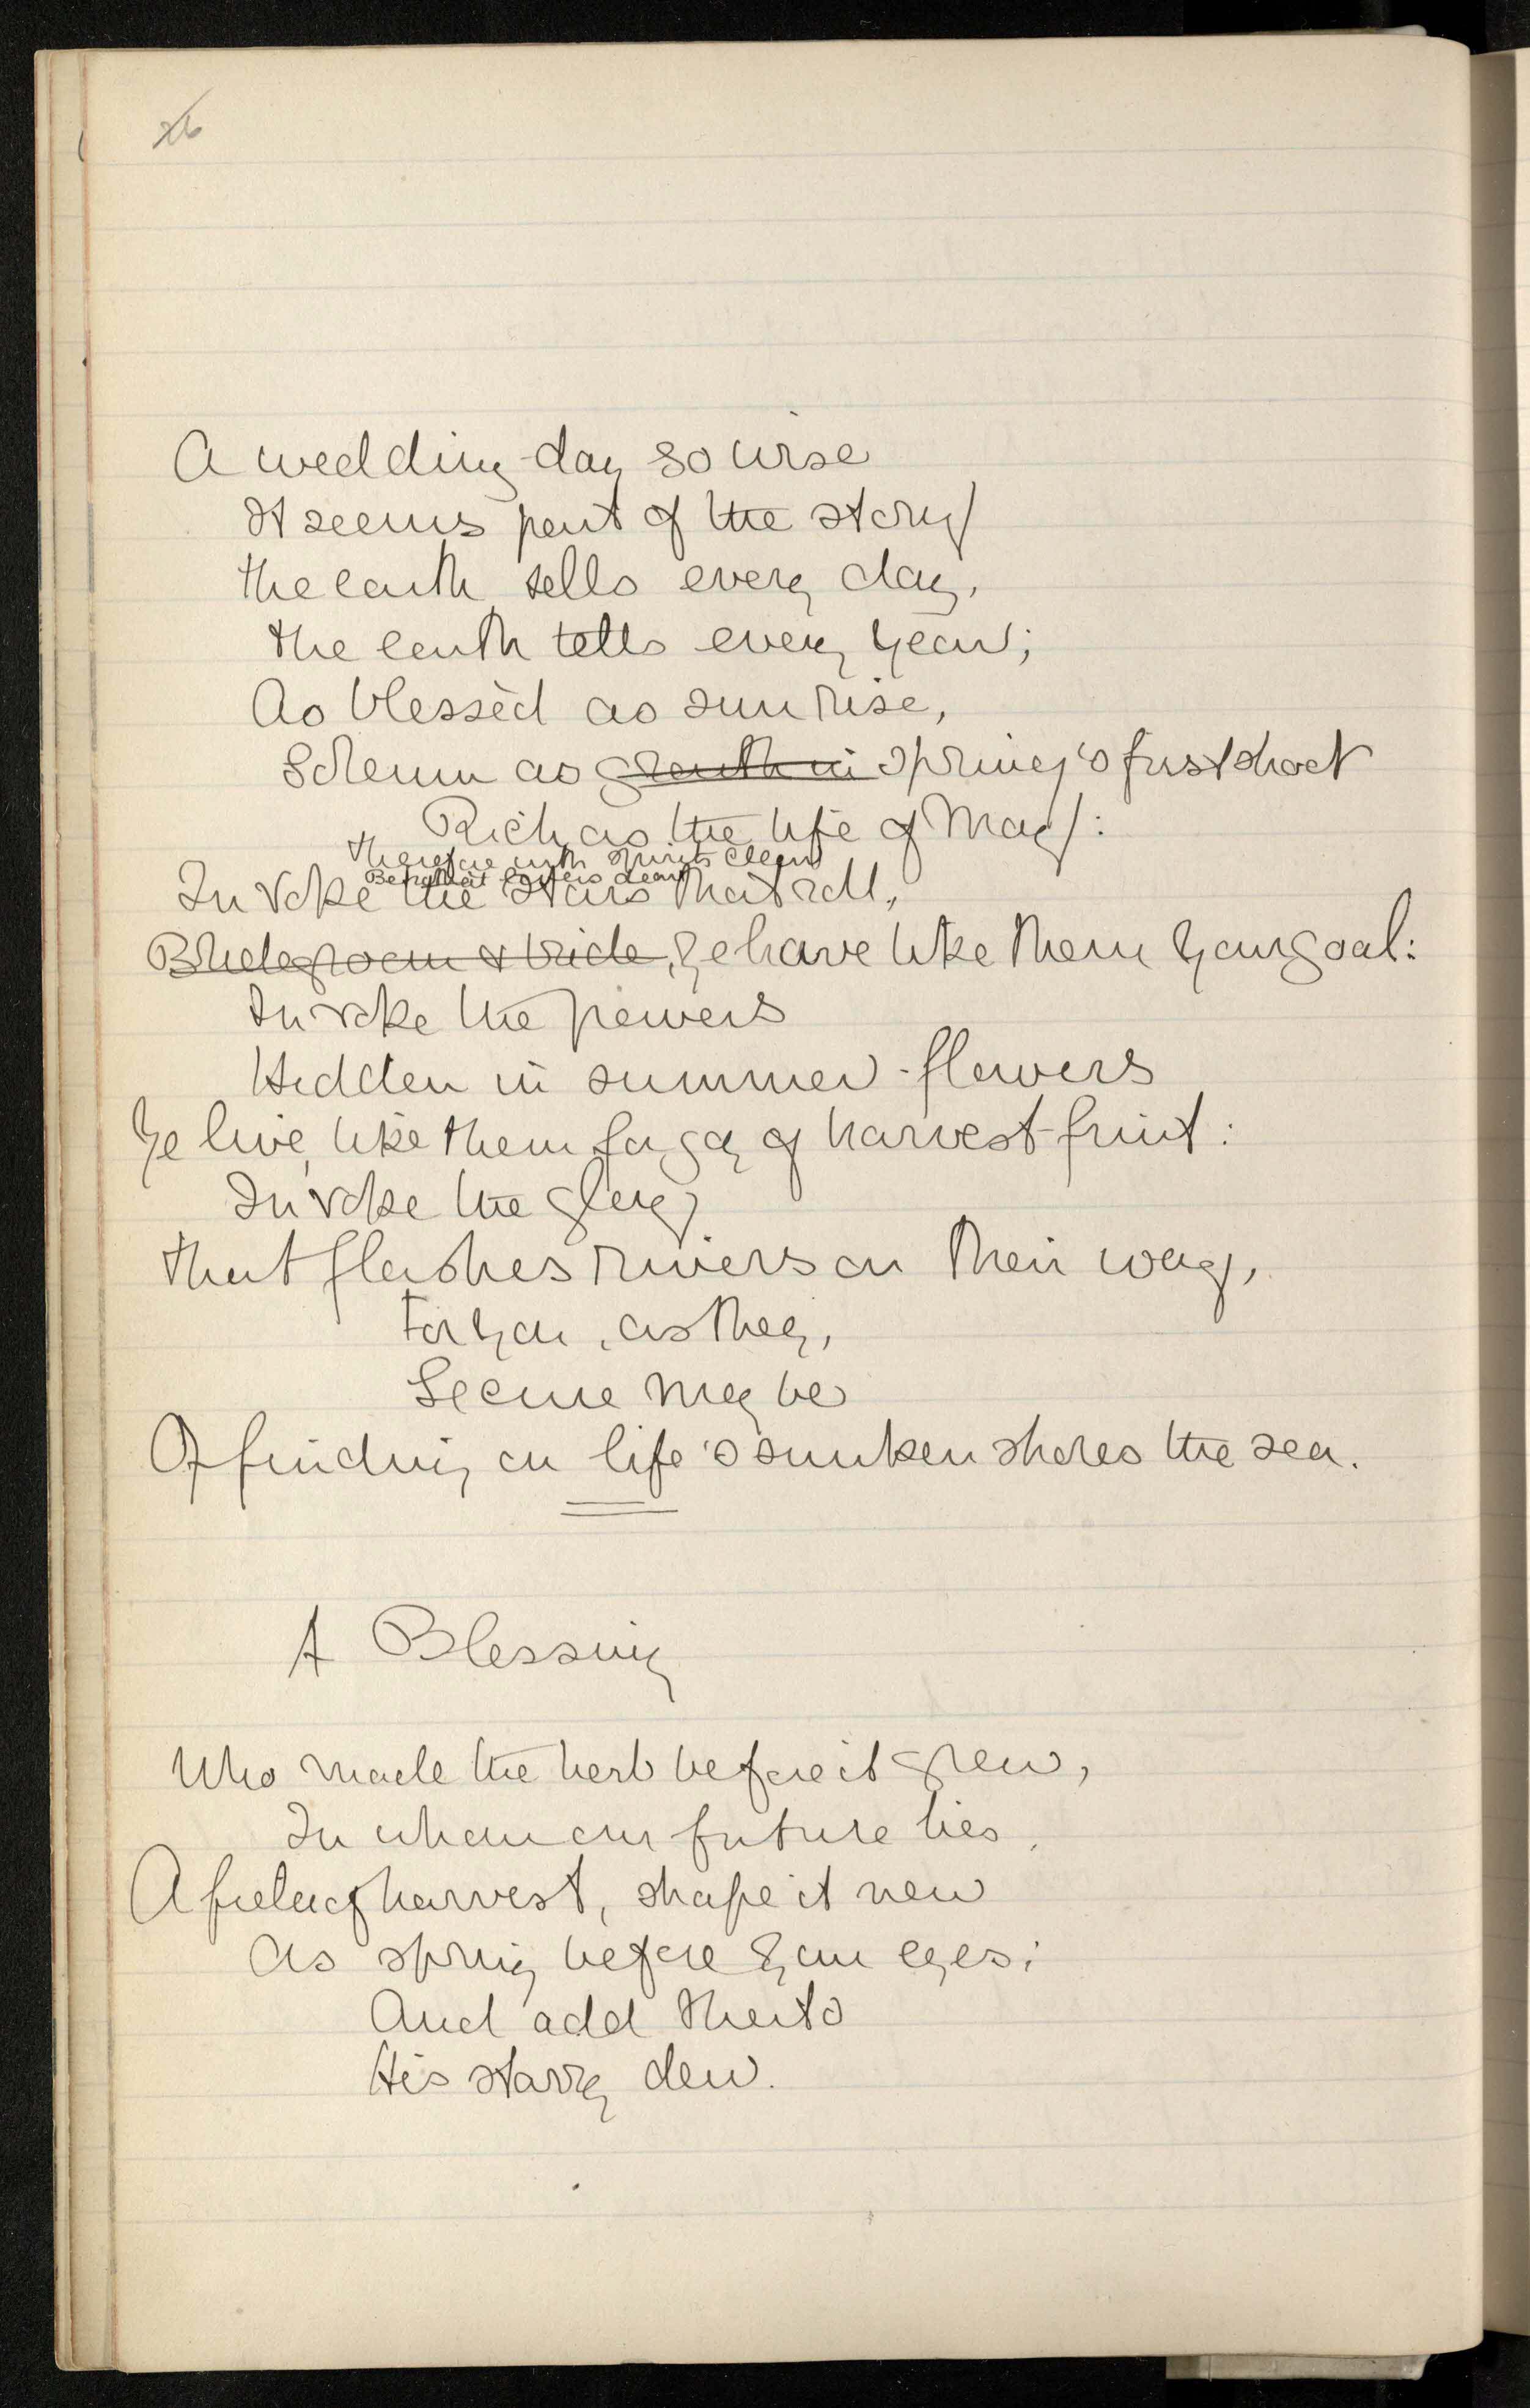 26
A wedding-day so wise
It seems part of the story
the earth tells every day,
the earth tells every year;
As blessèd as sunrise,
Solemn as growth in spring's first shoot
Rich as the life of May:
therefore with spirits clear
lovers dear
Invoke the stars that roll,
Bridegroom & bride, ye have like them your goal:
Invoke the powers
Hidden in summer-flowers
Ye live, like them for joy of harvest-fruit:
Invoke the glory
that flashes rivers on their way,
For you, as they,
Secure may be
Of finding on life's sunken shores the sea.
A Blessing
Who made the herb before it grew,
In whom our future lies,
A field of harvest, shape it new
As spring before your eyes:
And add thereto
His starry dew.